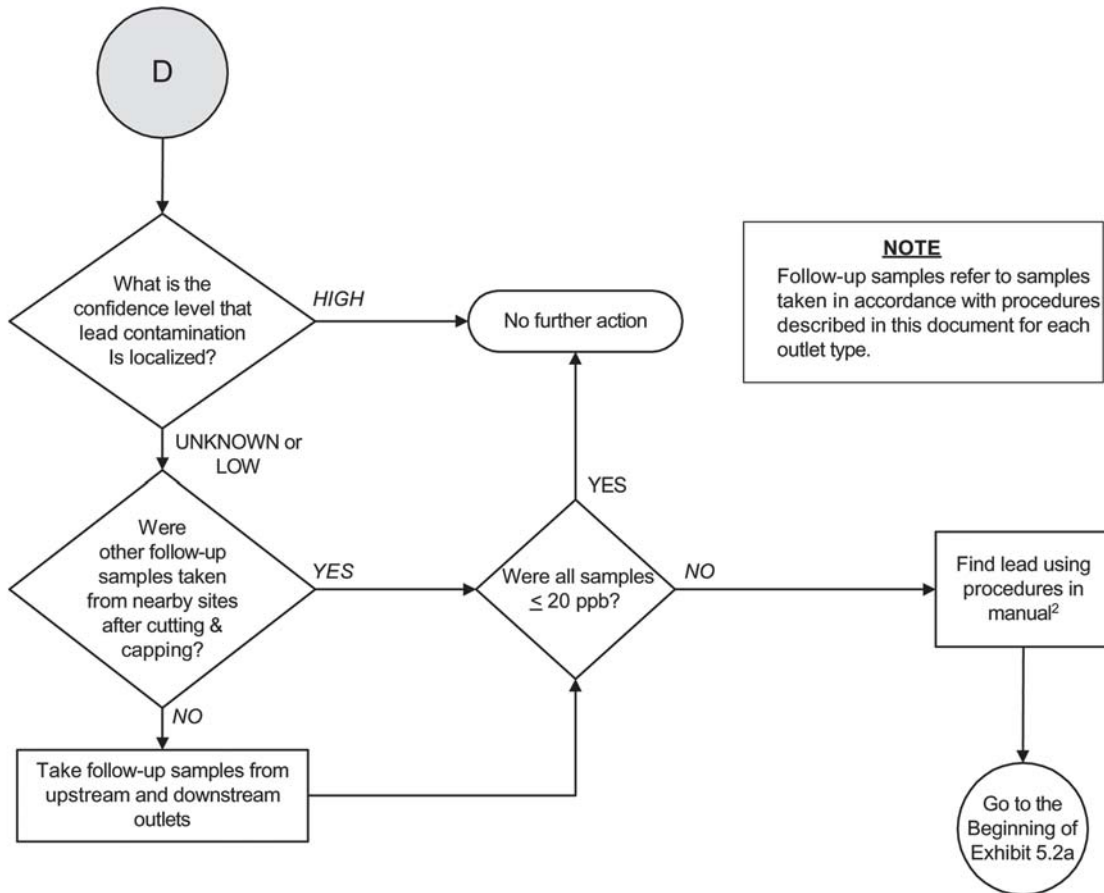 D
What is the
confidence level that
lead contamination
Is localized?
HIGH
No further action
NOTE
Follow-up samples refer to samples
taken in accordance with procedures
described in this document for each
outlet type.
UNKNOWN or
LOW
Were
other follow-up
samples taken
from nearby sites
after cutting &
capping?
YES
YES
Were all samples
≤ 20 ppb?
NO
Find lead using
procedures in
manual²
NO
Take follow-up samples from
upstream and downstream
outlets
Go to the
Beginning of
Exhibit 5.2a